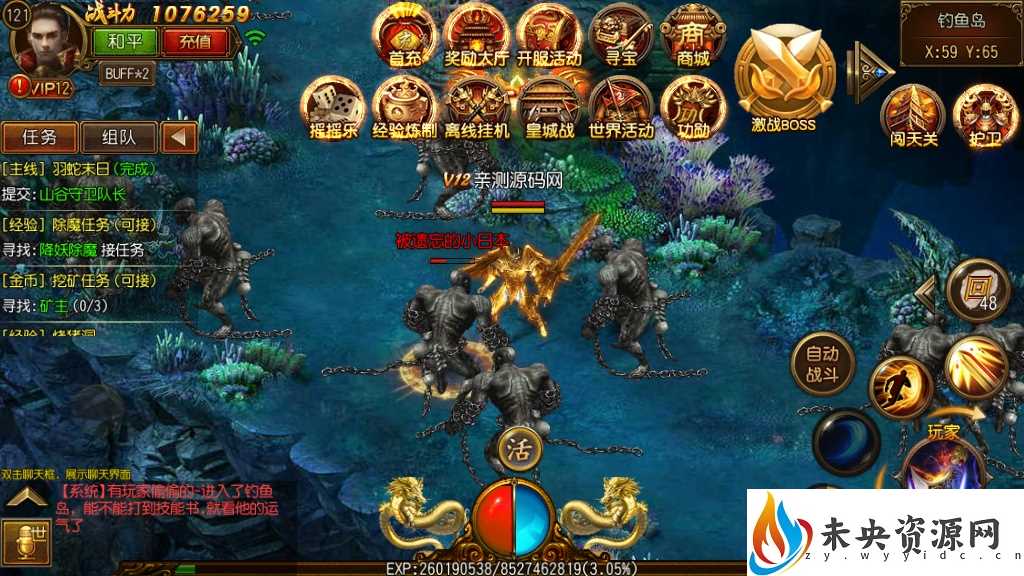 121
战斗力 1076259
和平
充值
VIP12
BUFF*2
首充
奖励大厅
开服活动
寻宝
商
商城
摇摇乐
经验炼制
离线挂机
皇城战
世界活动
功勋
激战BOSS
钓鱼岛
X:59 Y:65
闯天关
护卫
任务
组队
[主线] 羽蛇末日(完成)
提交:山谷守卫队长
[经验] 除魔任务(可接)
寻找:降妖除魔 接任务
[金币] 挖矿任务(可接)
寻找:矿主(0/3)
V12 亲测源码网
被遗忘的小日本
回
48
自动
战斗
玩家
活
双击聊天框，展示聊天界面
【系统】有玩家偷偷的-进入了钓鱼
岛，能不能打到技能书,就看他的运
气了
世
EXP:260190538/8527462819(3.05%)
未央资源网
zy.wyyidc.cn